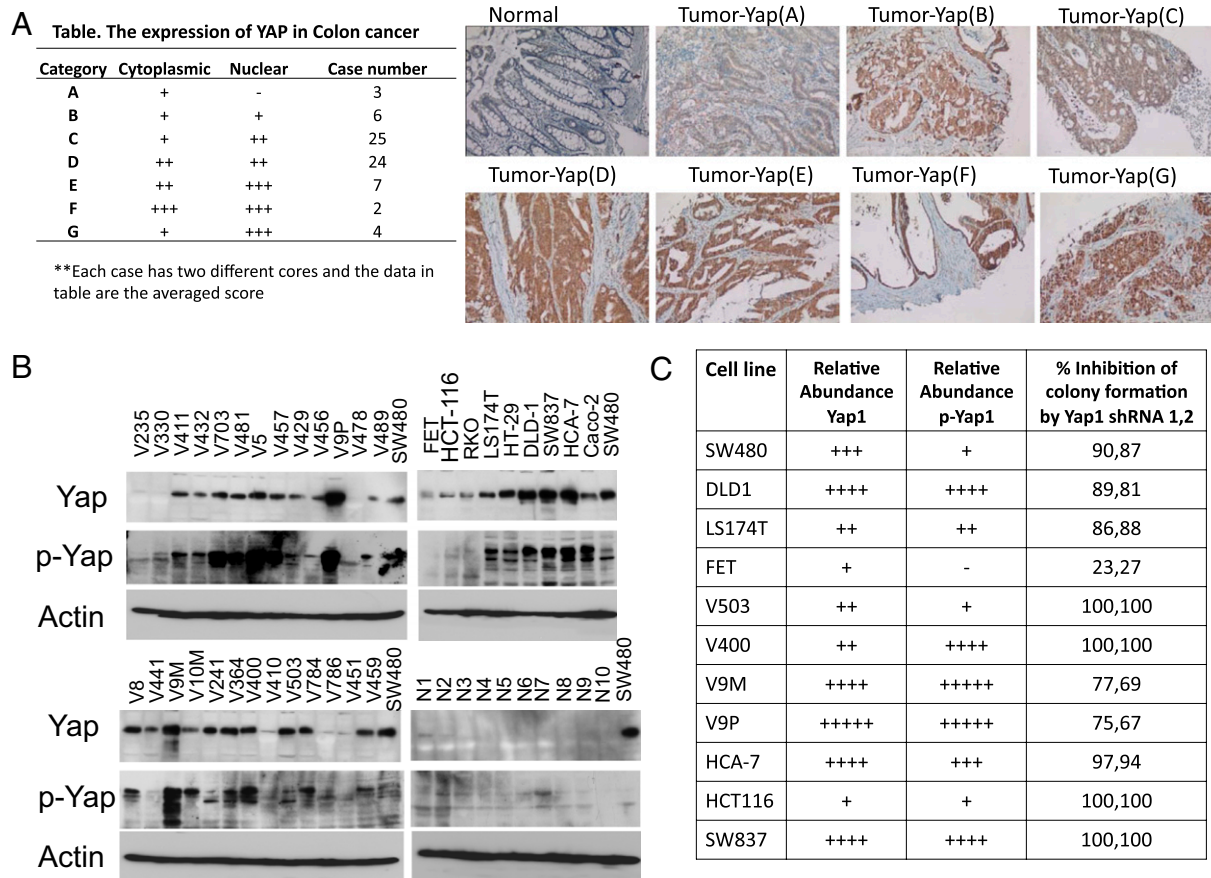 A
Table. The expression of YAP in Colon cancer
Category Cytoplasmic Nuclear Case number
A + - 3
B + + 6
C + ++ 25
D ++ ++ 24
E ++ +++ 7
F +++ +++ 2
G + +++ 4
**Each case has two different cores and the data in
table are the averaged score
Normal Tumor-Yap(A) Tumor-Yap(B) Tumor-Yap(C)
Tumor-Yap(D) Tumor-Yap(E) Tumor-Yap(F) Tumor-Yap(G)
B
V235 V330 V411 V432 V703 V481 V5 V457 V429 V456 V9P V478 V489 SW480
FET HCT-116 RKO LS174T HT-29 DLD-1 SW837 HCA-7 Caco-2 SW480
Yap
p-Yap
Actin
V8 V441 V9M V10M V241 V364 V400 V410 V503 V784 V786 V451 V459 SW480
N1 N2 N3 N4 N5 N6 N7 N8 N9 N10 SW480
Yap
p-Yap
Actin
C
Cell line Relative Relative % Inhibition of
Abundance Abundance colony formation
Yap1 p-Yap1 by Yap1 shRNA 1,2
SW480 +++ + 90,87
DLD1 ++++ ++++ 89,81
LS174T ++ ++ 86,88
FET + - 23,27
V503 ++ + 100,100
V400 ++ ++++ 100,100
V9M ++++ +++++ 77,69
V9P +++++ +++++ 75,67
HCA-7 ++++ +++ 97,94
HCT116 + + 100,100
SW837 ++++ ++++ 100,100